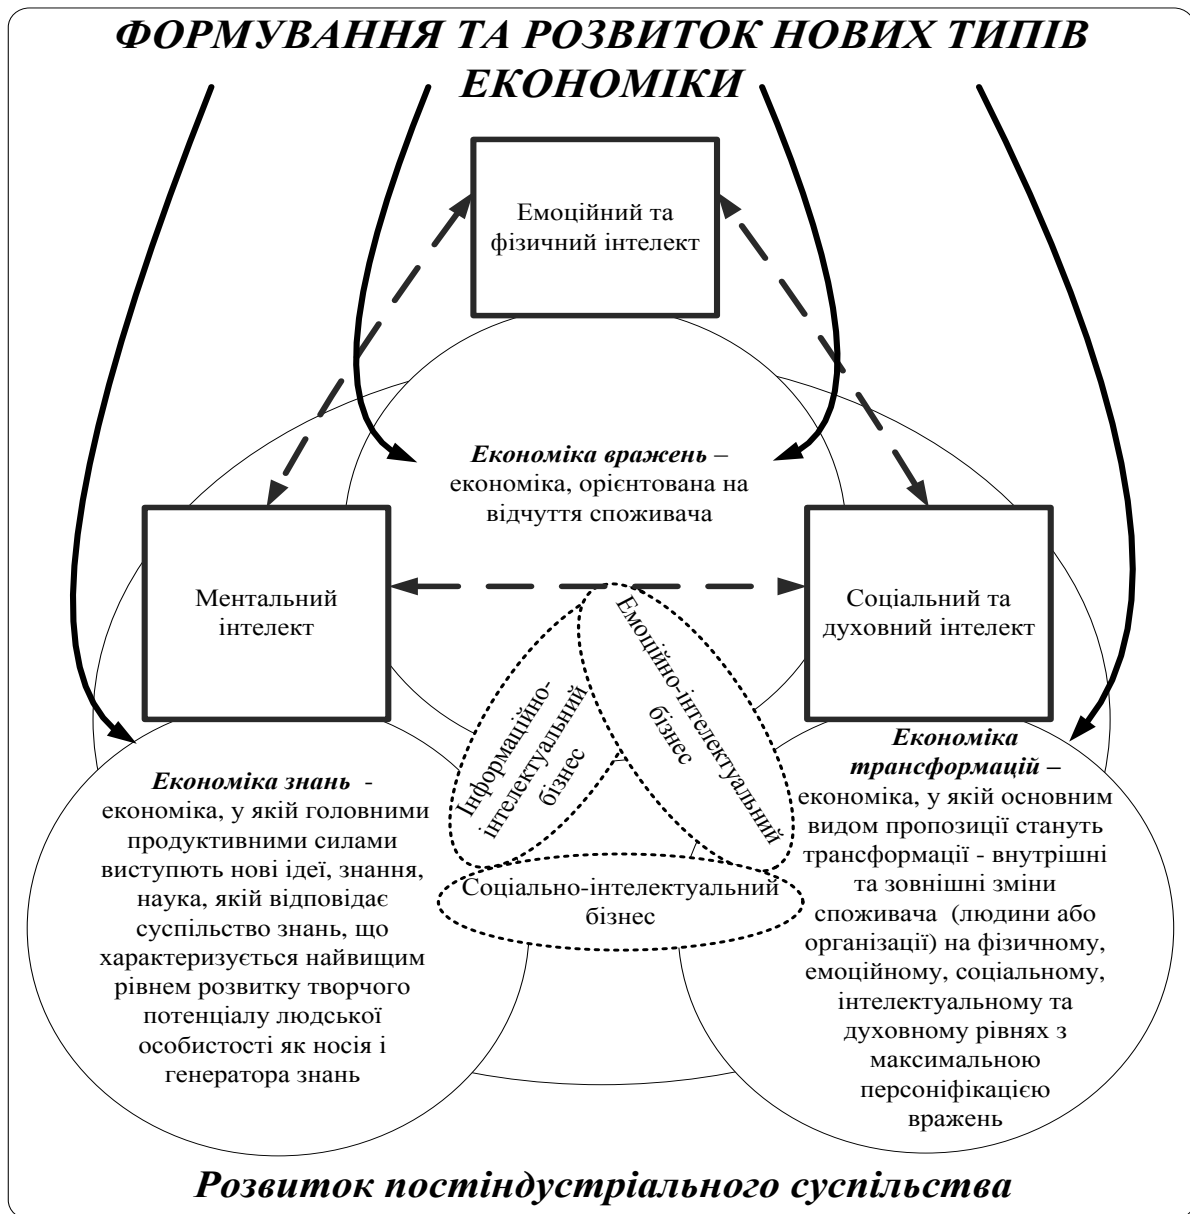 ФОРМУВАННЯ ТА РОЗВИТОК НОВИХ ТИПІВ
ЕКОНОМІКИ
Емоційний та
фізичний інтелект
Економіка вражень –
економіка, орієнтована на
відчуття споживача
Ментальний
інтелект
Соціальний та
духовний інтелект
Інформаційно-
інтелектуальний
бізнес
Емоційно-інтелектуальний
бізнес
Соціально-інтелектуальний
бізнес
Економіка знань -
економіка, у якій головними
продуктивними силами
виступають нові ідеї, знання,
наука, якій відповідає
суспільство знань, що
характеризується найвищим
рівнем розвитку творчого
потенціалу людської
особистості як носія і
генератора знань
Економіка
трансформацій –
економіка, у якій основним
видом пропозиції стануть
трансформації - внутрішні
та зовнішні зміни
споживача (людини або
організації) на фізичному,
емоційному, соціальному,
інтелектуальному та
духовному рівнях з
максимальною
персоніфікацією
вражень
Розвиток постіндустріального суспільства